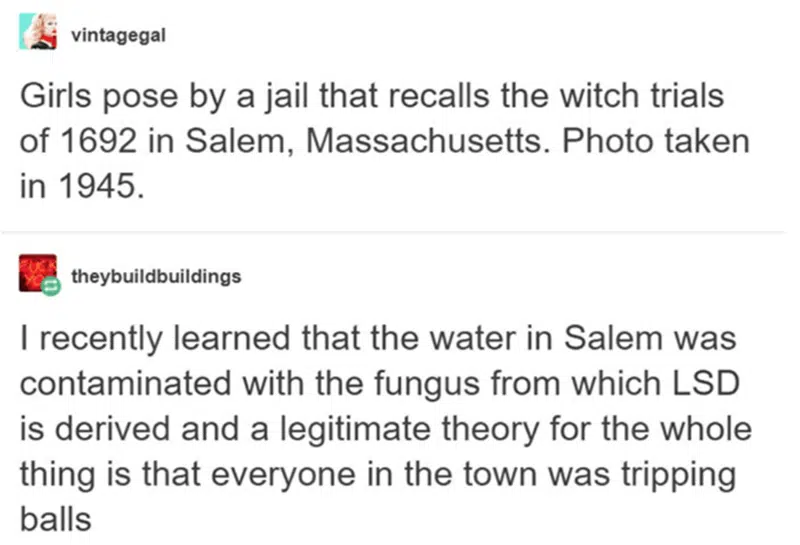 vintagegal
Girls pose by a jail that recalls the witch trials
of 1692 in Salem, Massachusetts. Photo taken
in 1945.
theybuildbuildings
FUCK
YO
I recently learned that the water in Salem was
contaminated with the fungus from which LSD
is derived and a legitimate theory for the whole
thing is that everyone in the town was tripping
balls